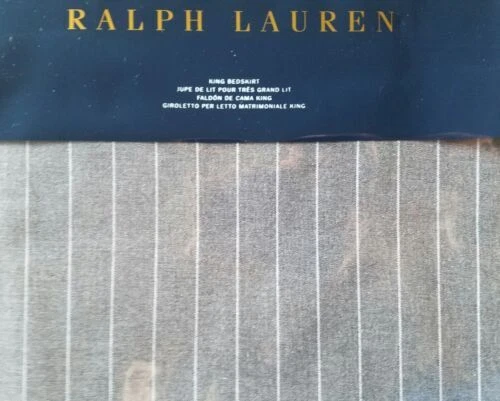 RALPH LAUREN
KING BEDSKIRT
JUPE DE LIT POUR TRÈS GRAND LIT
FALDÓN DE CAMA KING
GIROLETTO PER LETTO MATRIMONIALE KING